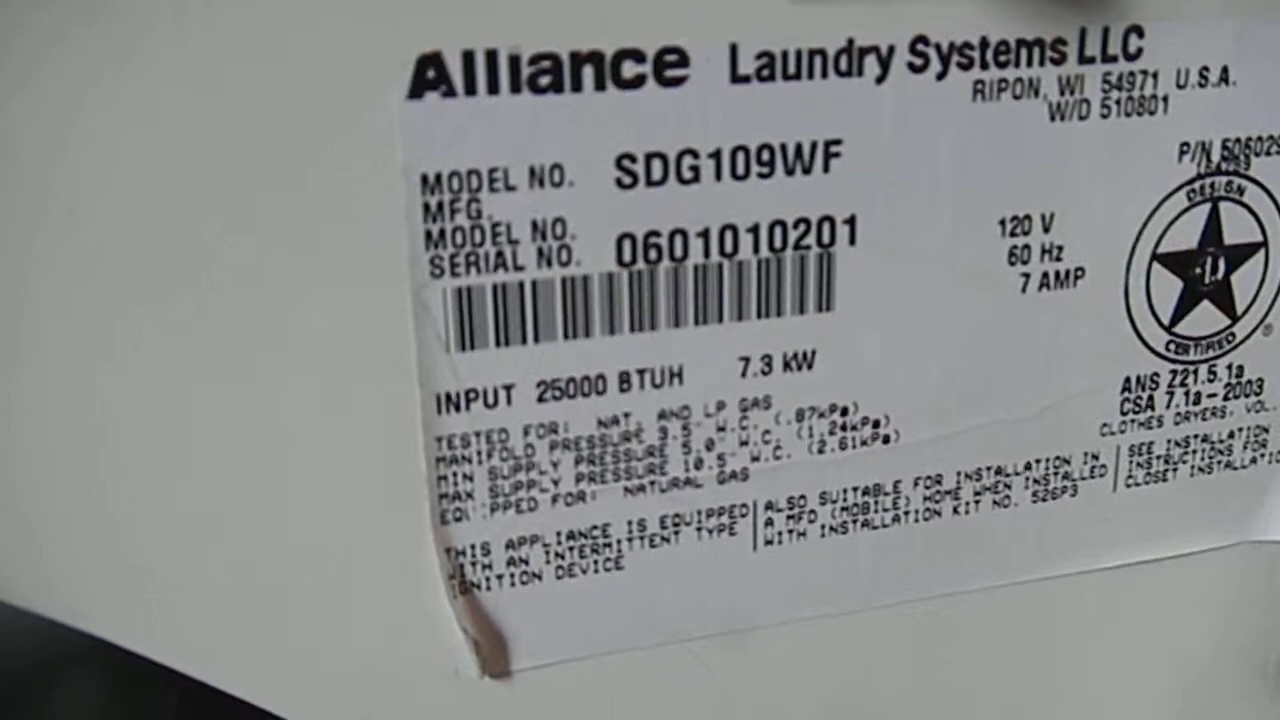 Alliance Laundry Systems LLC
RIPON, WI 54971 U.S.A.
W/D 510801
P/N 506029
MODEL NO. SDG109WF
MFG.
MODEL NO.
SERIAL NO. 0601010201
120 V
60 Hz
7 AMP
DESIGN
CERTIFIED
®
INPUT 25000 BTUH 7.3 kW
ANS Z21.5.1a
CSA 7.1a-2003
CLOTHES DRYERS, VOL.
TESTED FOR: NAT. AND LP GAS
MANIFOLD PRESSURE 3.5" W.C. (.87kPa)
MIN SUPPLY PRESSURE 5.0" W.C. (1.24kPa)
MAX SUPPLY PRESSURE 10.5" W.C. (2.61kPa)
FOR: NATURAL GAS
THIS APPLIANCE IS EQUIPPED
WITH AN INTERMITTENT TYPE
IGNITION DEVICE
ALSO SUITABLE FOR INSTALLATION IN
A MFD (MOBILE) HOME WHEN INSTALLED
WITH INSTALLATION KIT NO. 526P3
SEE INSTALLATION
INSTRUCTIONS FOR
CLOSET